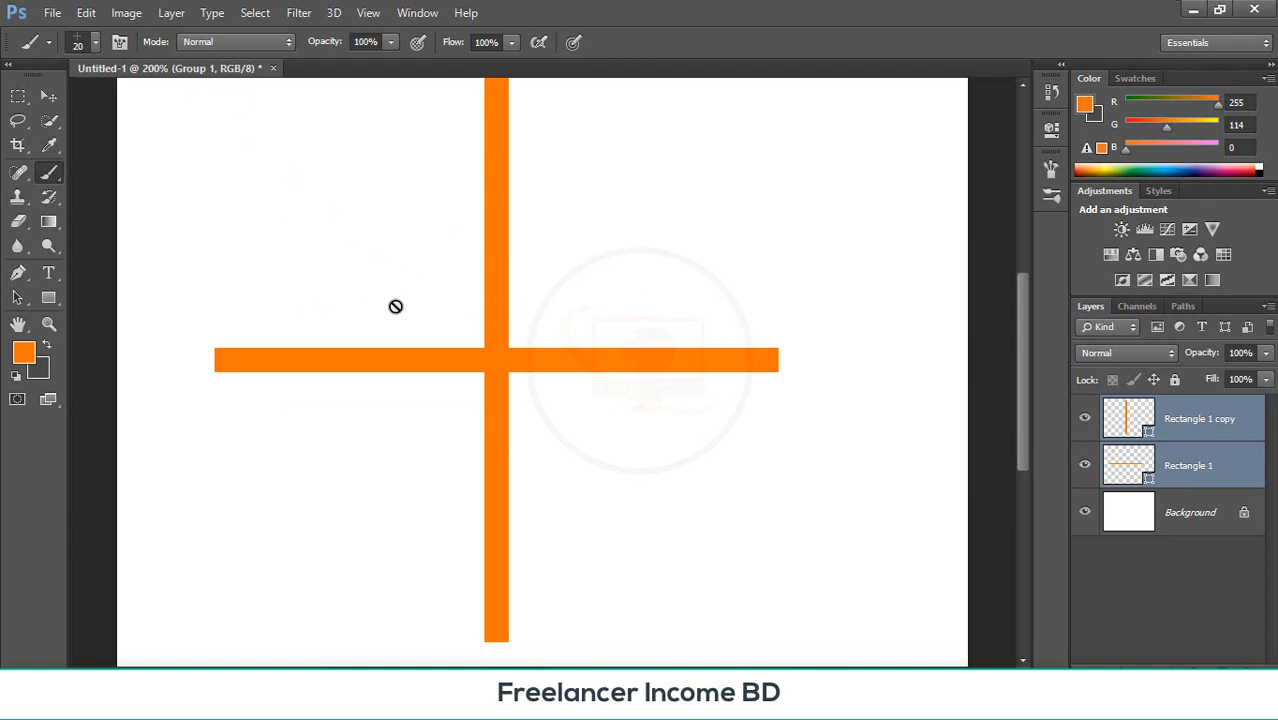 Ps File Edit Image Layer Type Select Filter 3D View Window Help
20 Mode: Normal Opacity: 100% Flow: 100% Essentials
Untitled-1 @ 200% (Group 1, RGB/8) * ×
Color Swatches
R 255
G 114
B 0
Adjustments Styles
Add an adjustment
Layers Channels Paths
Kind
Normal Opacity: 100%
Lock: Fill: 100%
Rectangle 1 copy
Rectangle 1
Background
Freelancer Income BD